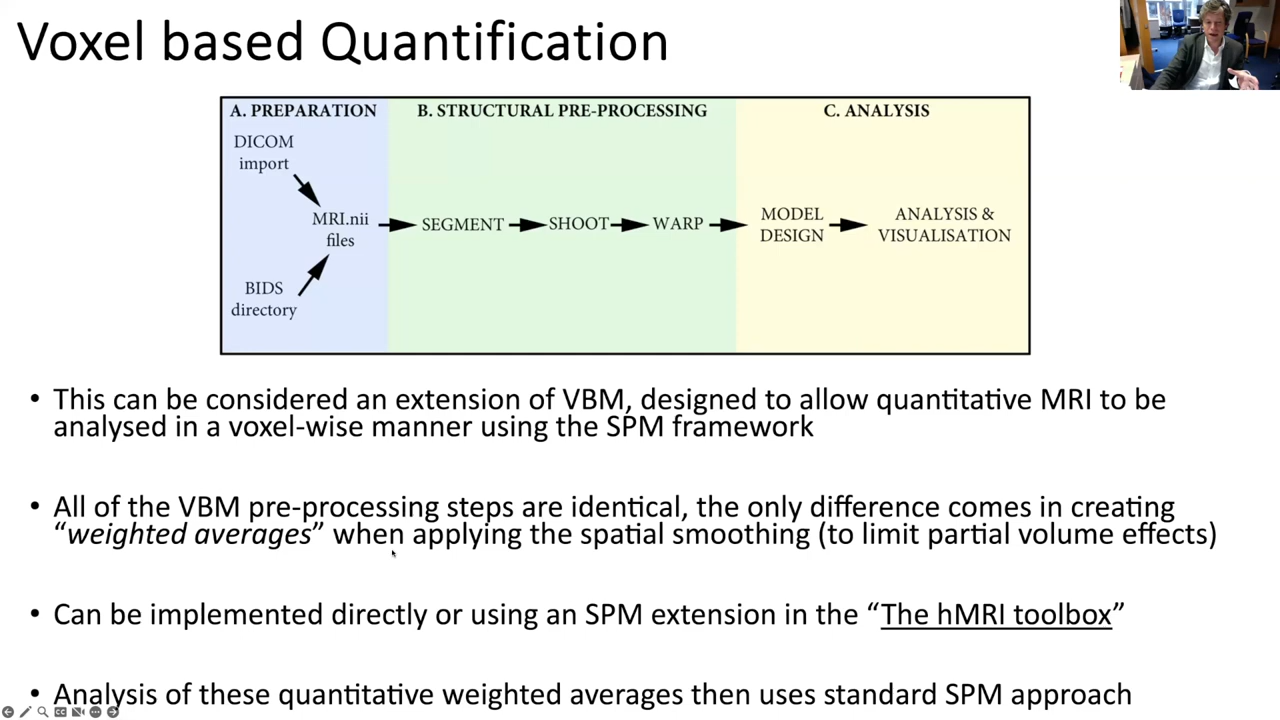 Voxel based Quantification
A. PREPARATION
B. STRUCTURAL PRE-PROCESSING
C. ANALYSIS
DICOM
import
MRI.nii
files
BIDS
directory
SEGMENT
SHOOT
WARP
MODEL
DESIGN
ANALYSIS &
VISUALISATION
• This can be considered an extension of VBM, designed to allow quantitative MRI to be
analysed in a voxel-wise manner using the SPM framework
• All of the VBM pre-processing steps are identical, the only difference comes in creating
“weighted averages” when applying the spatial smoothing (to limit partial volume effects)
• Can be implemented directly or using an SPM extension in the “The hMRI toolbox”
• Analysis of these quantitative weighted averages then uses standard SPM approach